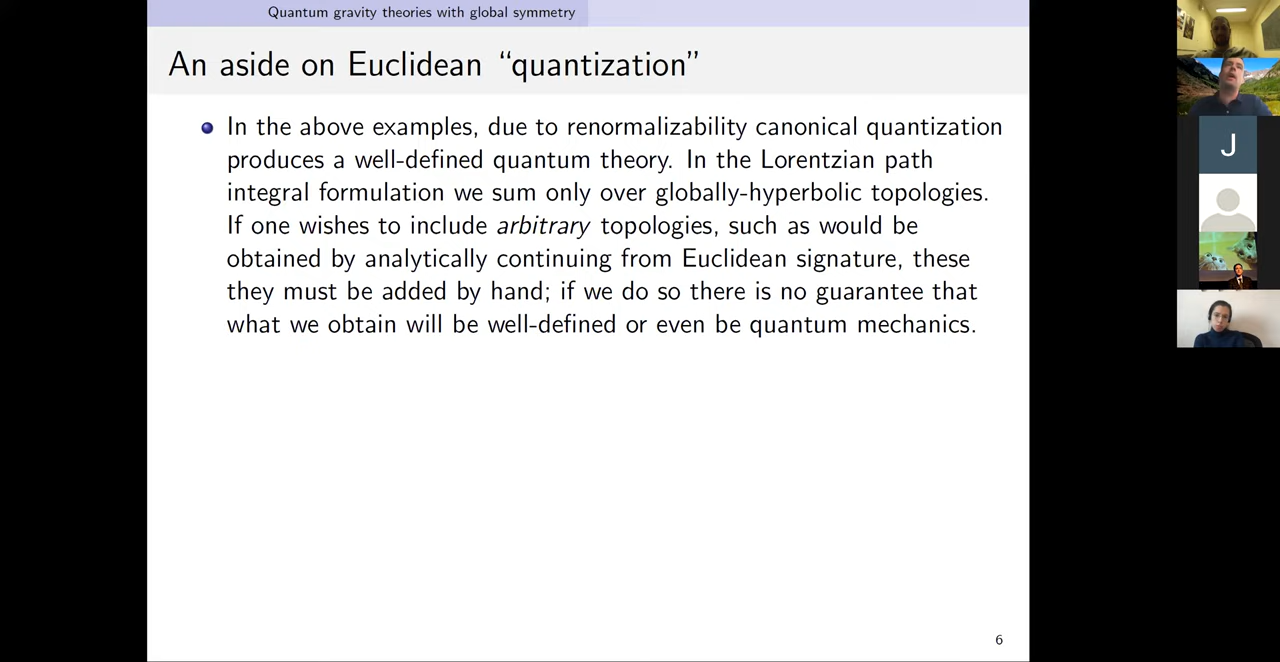 Quantum gravity theories with global symmetry
An aside on Euclidean “quantization”
In the above examples, due to renormalizability canonical quantization
produces a well-defined quantum theory. In the Lorentzian path
integral formulation we sum only over globally-hyperbolic topologies.
If one wishes to include arbitrary topologies, such as would be
obtained by analytically continuing from Euclidean signature, these
they must be added by hand; if we do so there is no guarantee that
what we obtain will be well-defined or even be quantum mechanics.
6
J